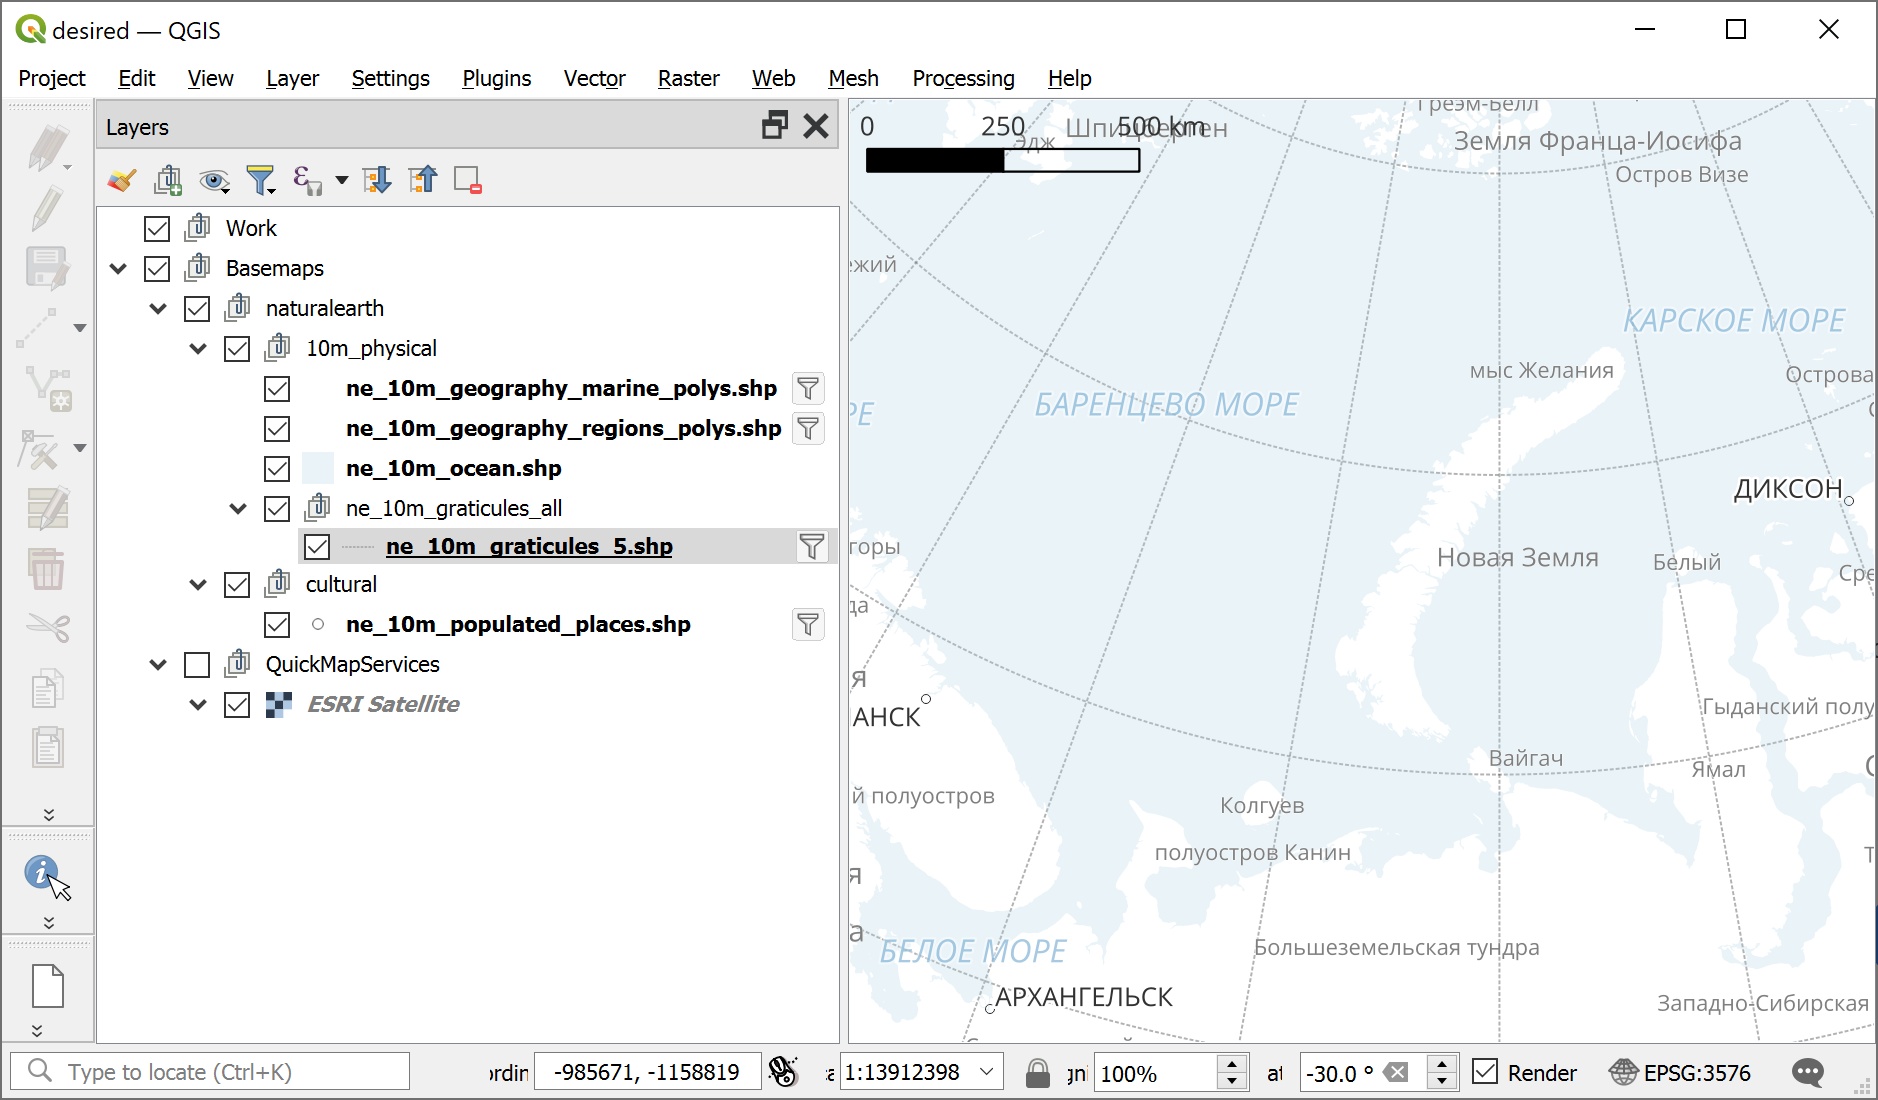 desired — QGIS
Project Edit View Layer Settings Plugins Vector Raster Web Mesh Processing Help
Layers
Work
Basemaps
naturalearth
10m_physical
ne_10m_geography_marine_polys.shp
ne_10m_geography_regions_polys.shp
ne_10m_ocean.shp
ne_10m_graticules_all
ne_10m_graticules_5.shp
cultural
ne_10m_populated_places.shp
QuickMapServices
ESRI Satellite
Грэм-Белл
0 250 500 km
Шпицберген
Эдж
Земля Франца-Иосифа
Остров Визе
ежий
КАРСКОЕ МОРЕ
мыс Желания
Острова
БАРЕНЦЕВО МОРЕ
РЕ
ДИКСОН
горы
Новая Земля
Белый
Сре
да
я
АНСК
Гыданский полу
Вайгач
Ямал
й полуостров
Колгуев
полуостров Канин
я
а
БЕЛОЕ МОРЕ
Большеземельская тундра
АРХАНГЕЛЬСК
Западно-Сибирская
Type to locate (Ctrl+K) ordin -985671, -1158819 1:13912398 gni 100% at -30.0 ° Render EPSG:3576